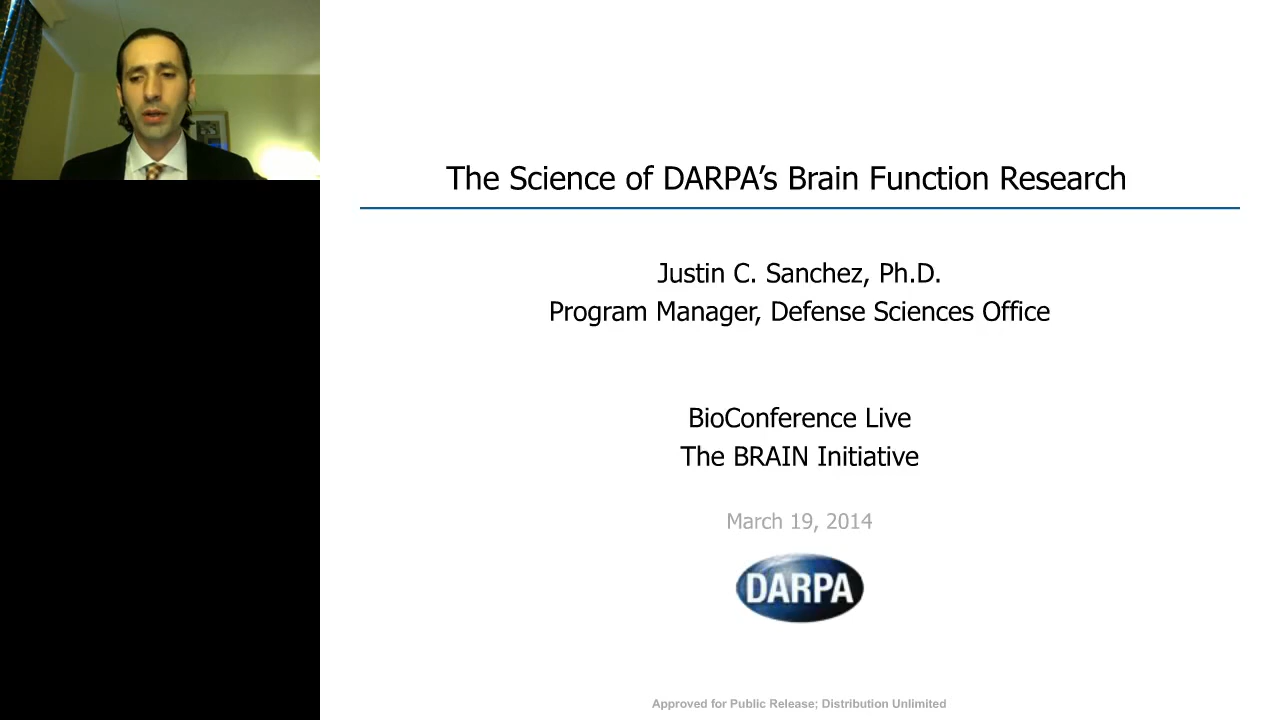 The Science of DARPA’s Brain Function Research
Justin C. Sanchez, Ph.D.
Program Manager, Defense Sciences Office
BioConference Live
The BRAIN Initiative
March 19, 2014
DARPA
Approved for Public Release; Distribution Unlimited